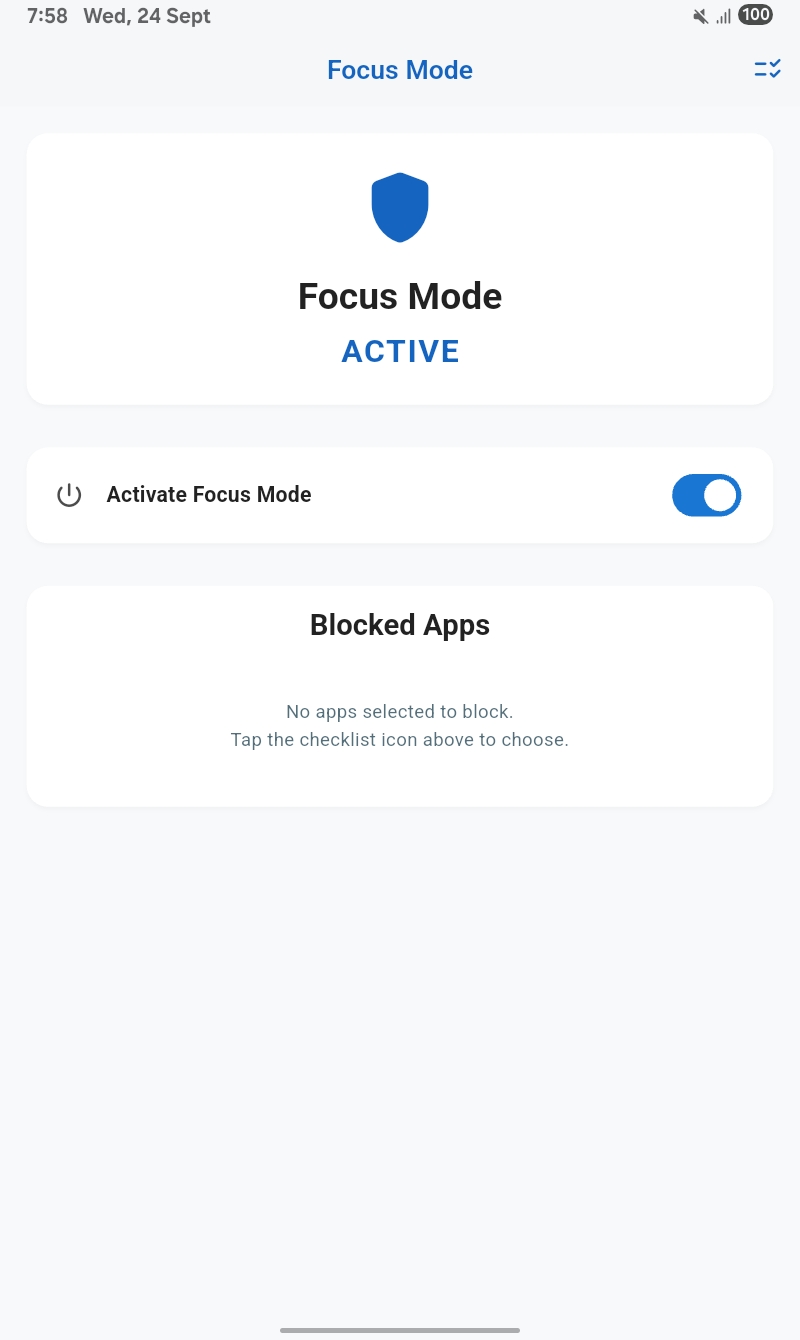 7:58 Wed, 24 Sept 100
Focus Mode
Focus Mode
ACTIVE
Activate Focus Mode
Blocked Apps
No apps selected to block.
Tap the checklist icon above to choose.